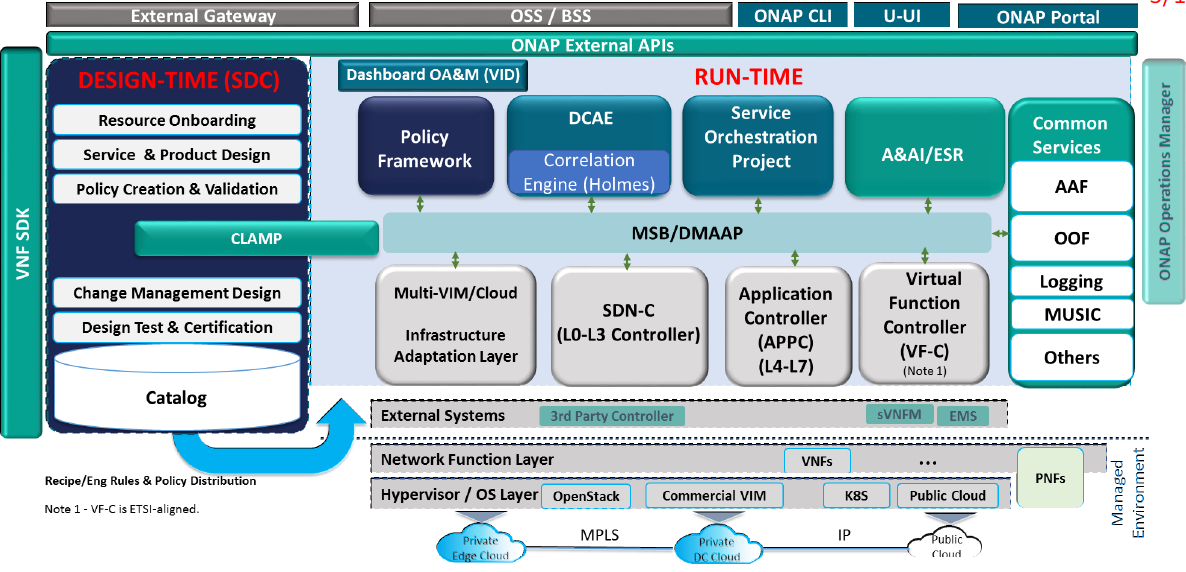 External Gateway
OSS / BSS
ONAP CLI
U-UI
ONAP Portal
ONAP External APIs
VNF SDK
DESIGN-TIME (SDC)
Resource Onboarding
Service & Product Design
Policy Creation & Validation
CLAMP
Change Management Design
Design Test & Certification
Catalog
Dashboard OA&M (VID)
RUN-TIME
Policy
Framework
DCAE
Correlation
Engine (Holmes)
Service
Orchestration
Project
A&AI/ESR
MSB/DMAAP
Multi-VIM/Cloud
Infrastructure
Adaptation Layer
SDN-C
(L0-L3 Controller)
Application
Controller
(APPC)
(L4-L7)
Virtual
Function
Controller
(VF-C)
(Note 1)
Common
Services
AAF
OOF
Logging
MUSIC
Others
ONAP Operations Manager
External Systems
3rd Party Controller
sVNFM
EMS
Network Function Layer
VNFs
...
PNFs
Hypervisor / OS Layer
OpenStack
Commercial VIM
K8S
Public Cloud
Managed
Environment
Recipe/Eng Rules & Policy Distribution
Note 1 - VF-C is ETSI-aligned.
Private
Edge Cloud
MPLS
Private
DC Cloud
IP
Public
Cloud